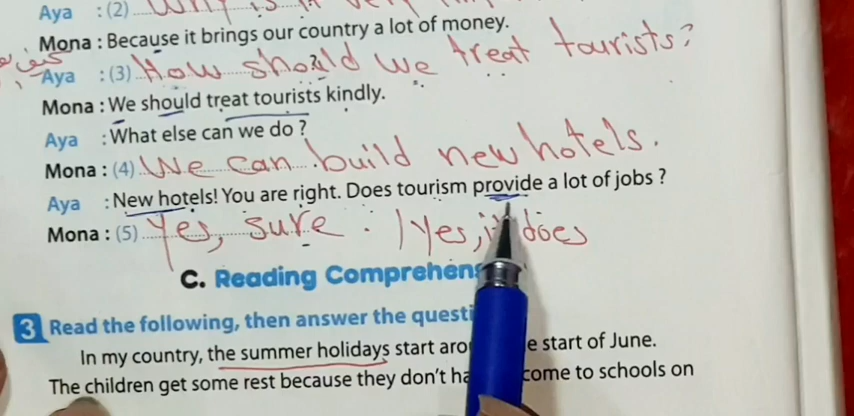 Aya : (2) Why is it very
Mona : Because it brings our country a lot of money.
Aya : (3) How should we treat tourists?
Mona : We should treat tourists kindly.
Aya : What else can we do ?
Mona : (4) We can build new hotels.
Aya : New hotels! You are right. Does tourism provide a lot of jobs ?
Mona : (5) Yes, sure. / Yes, it does
C. Reading
3 Read the following, then answer the
In my country, the summer holidays start start of June.
The children get some rest because they don't come to schools on